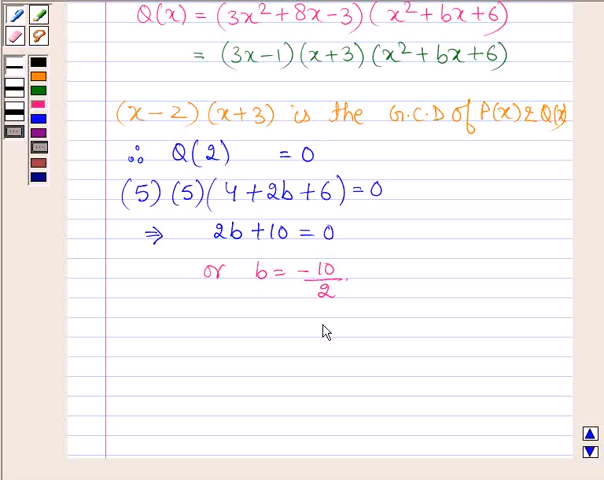 Q(x) = (3x² + 8x - 3) (x² + bx + 6)
= (3x - 1) (x + 3) (x² + bx + 6)
(x - 2) (x + 3) is the G.C.D of P(x) & Q(x)
∴ Q(2) = 0
(5) (5) (4 + 2b + 6) = 0
⇒ 2b + 10 = 0
or b = -10/2.